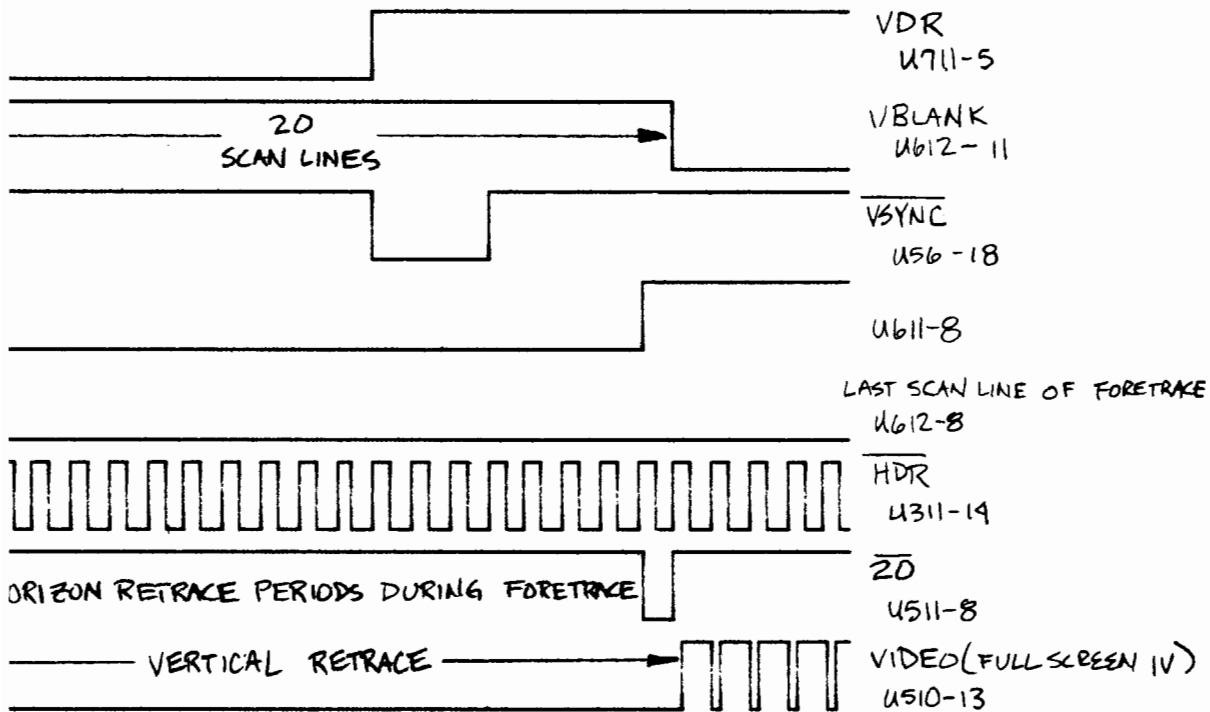 VDR
U711-5
20
SCAN LINES
VBLANK
U612-11
VSYNC
U56-18
U611-8
LAST SCAN LINE OF FORETRACE
U612-8
HDR
U311-14
ORIZON RETRACE PERIODS DURING FORETRACE
20
U511-8
VERTICAL RETRACE
VIDEO (FULL SCREEN IV)
U510-13